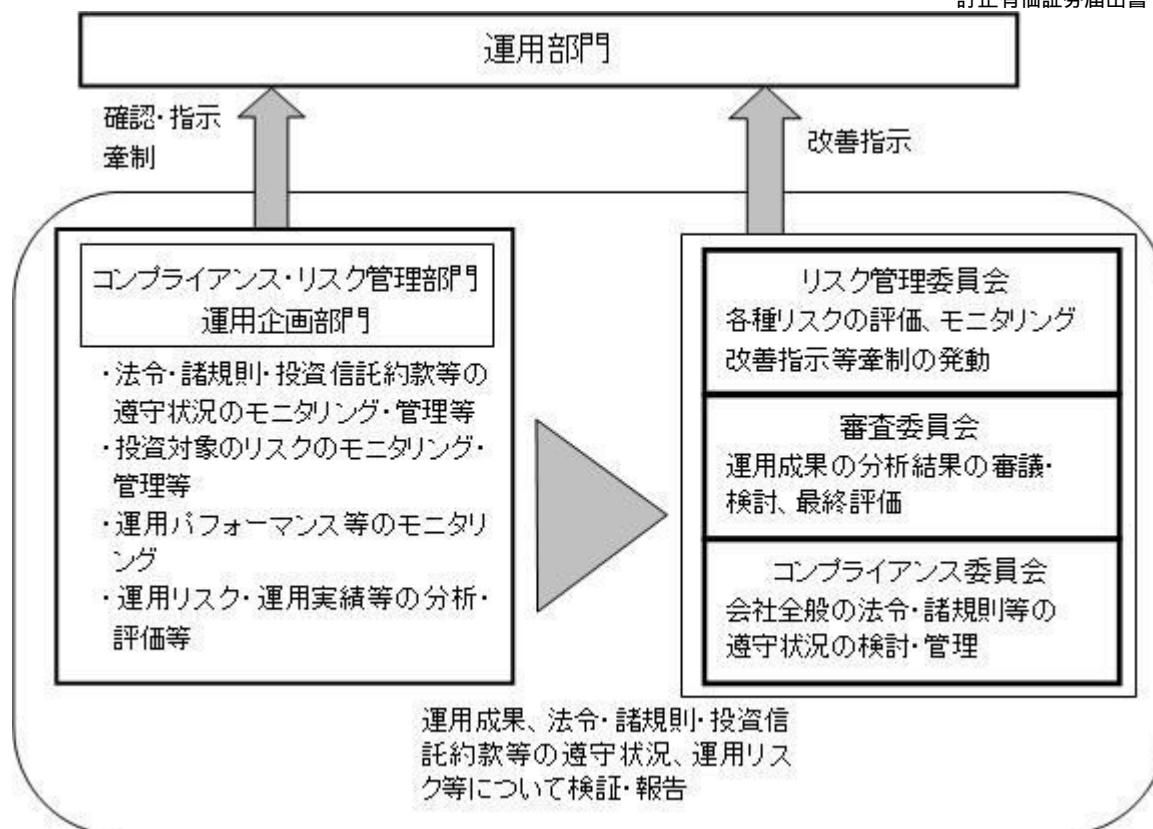 訂正有価証券届出書
運用部門
確認・指示
牽制
改善指示
コンプライアンス・リスク管理部門
運用企画部門
・法令・諸規則・投資信託約款等の
遵守状況のモニタリング・管理等
・投資対象のリスクのモニタリング・
管理等
・運用パフォーマンス等のモニタリ
ング
・運用リスク・運用実績等の分析・
評価等
リスク管理委員会
各種リスクの評価、モニタリング
改善指示等牽制の発動
審査委員会
運用成果の分析結果の審議・
検討、最終評価
コンプライアンス委員会
会社全般の法令・諸規則等の
遵守状況の検討・管理
運用成果、法令・諸規則・投資信
託約款等の遵守状況、運用リス
ク等について検証・報告